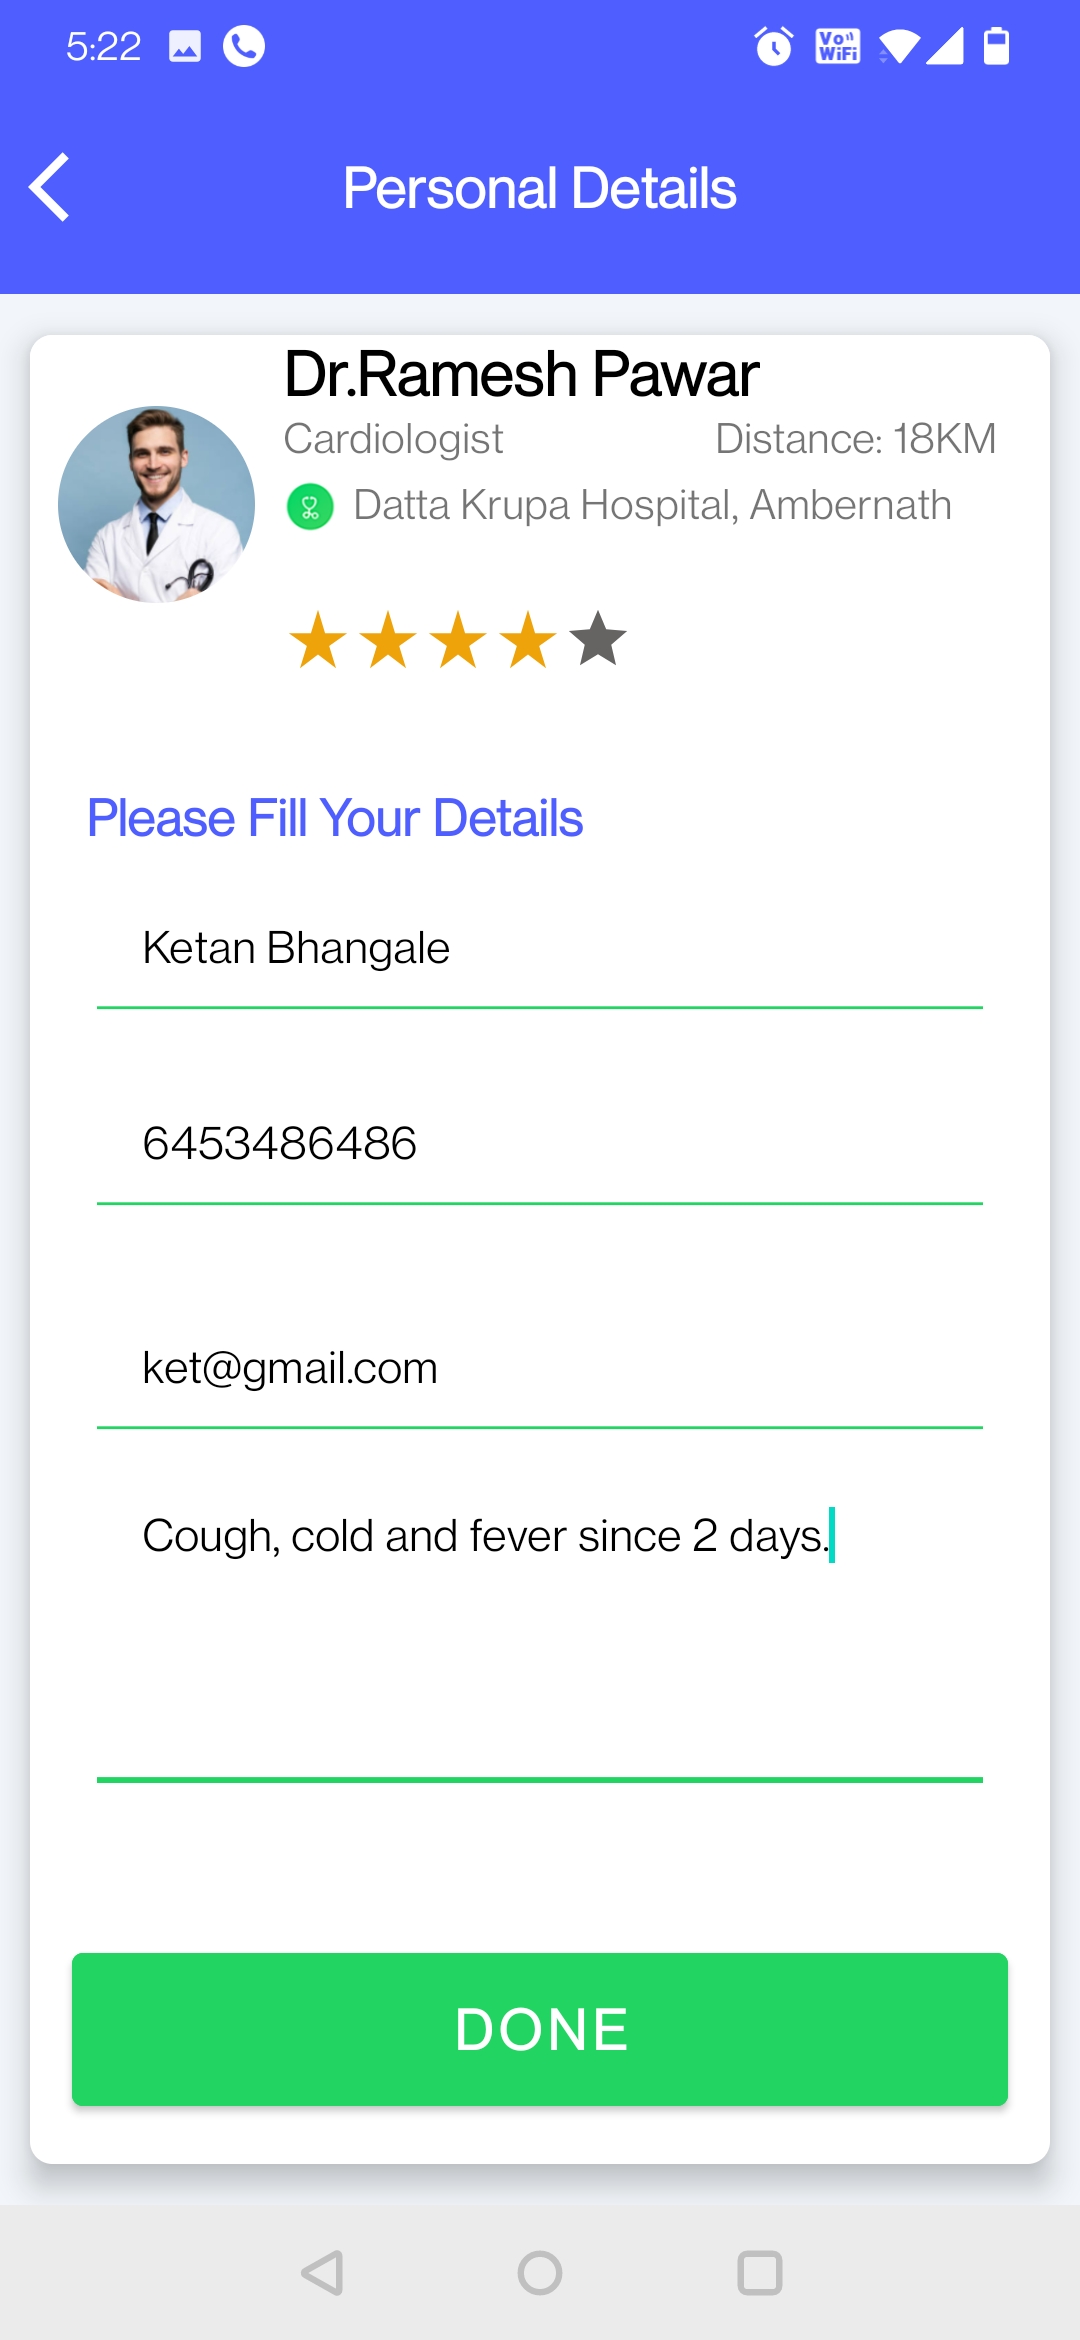 5:22
Vo WiFi
Personal Details
Dr.Ramesh Pawar
Cardiologist Distance: 18KM
Datta Krupa Hospital, Ambernath
Please Fill Your Details
Ketan Bhangale
6453486486
ket@gmail.com
Cough, cold and fever since 2 days.
DONE